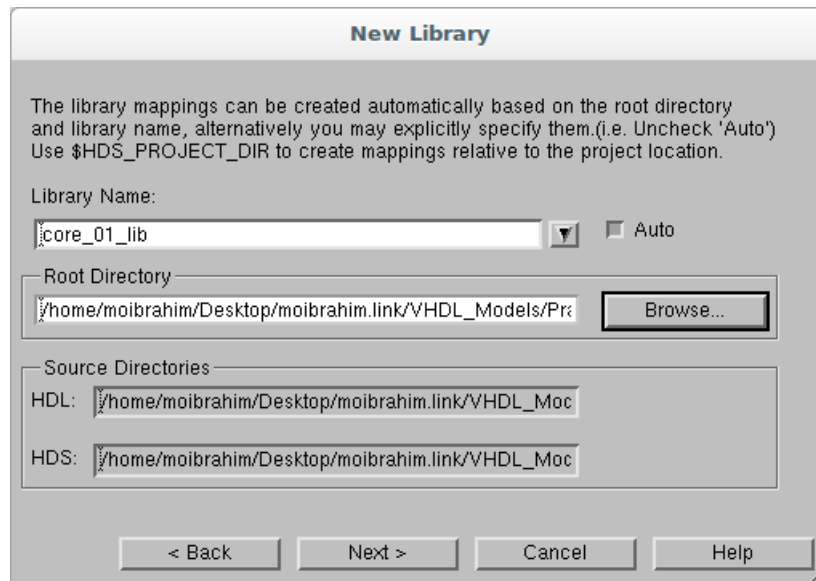 New Library
The library mappings can be created automatically based on the root directory
and library name, alternatively you may explicitly specify them.(i.e. Uncheck 'Auto')
Use $HDS_PROJECT_DIR to create mappings relative to the project location.
Library Name:
core_01_lib
Auto
Root Directory
/home/moibrahim/Desktop/moibrahim.link/VHDL_Models/Pra
Browse...
Source Directories
HDL: /home/moibrahim/Desktop/moibrahim.link/VHDL_Moc
HDS: /home/moibrahim/Desktop/moibrahim.link/VHDL_Moc
< Back Next > Cancel Help